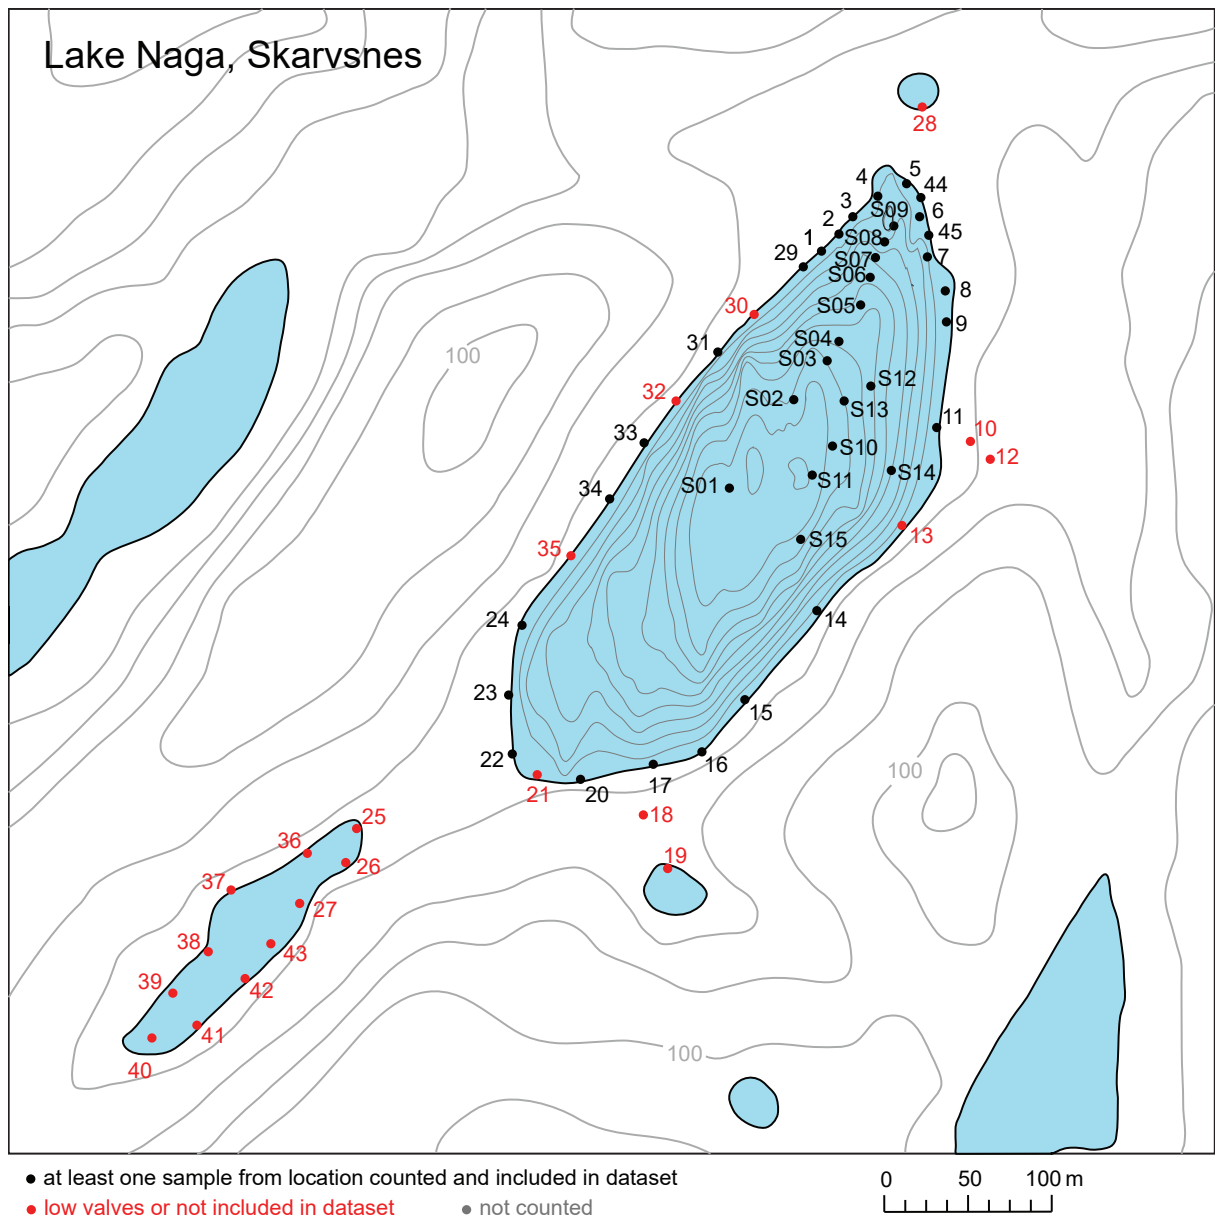 Lake Naga, Skarvsnes
28
4
5
44
3
S09
6
2
S08
45
1
29
S07
7
S06
8
30
S05
9
31
S04
100
S03
S12
32
S02
S13
11
33
10
S10
12
S14
S01
S11
34
13
35
S15
24
14
23
15
22
16
100
21
20
17
18
25
36
19
26
37
27
38
43
39
42
41
100
40
at least one sample from location counted and included in dataset
low valves or not included in dataset
not counted
0 50 100 m